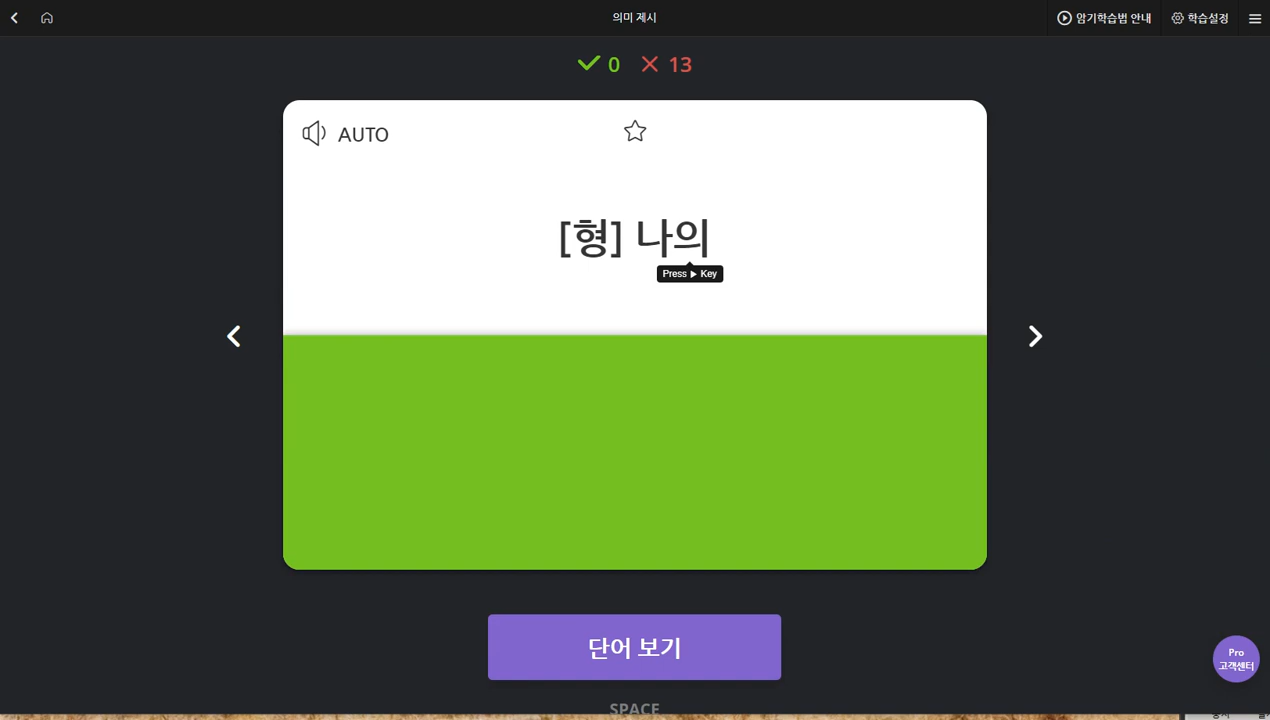 의미 제시
암기학습법 안내
학습설정
0 13
AUTO
[형] 나의
Press ▶ Key
단어 보기
Pro
고객센터
SPACE